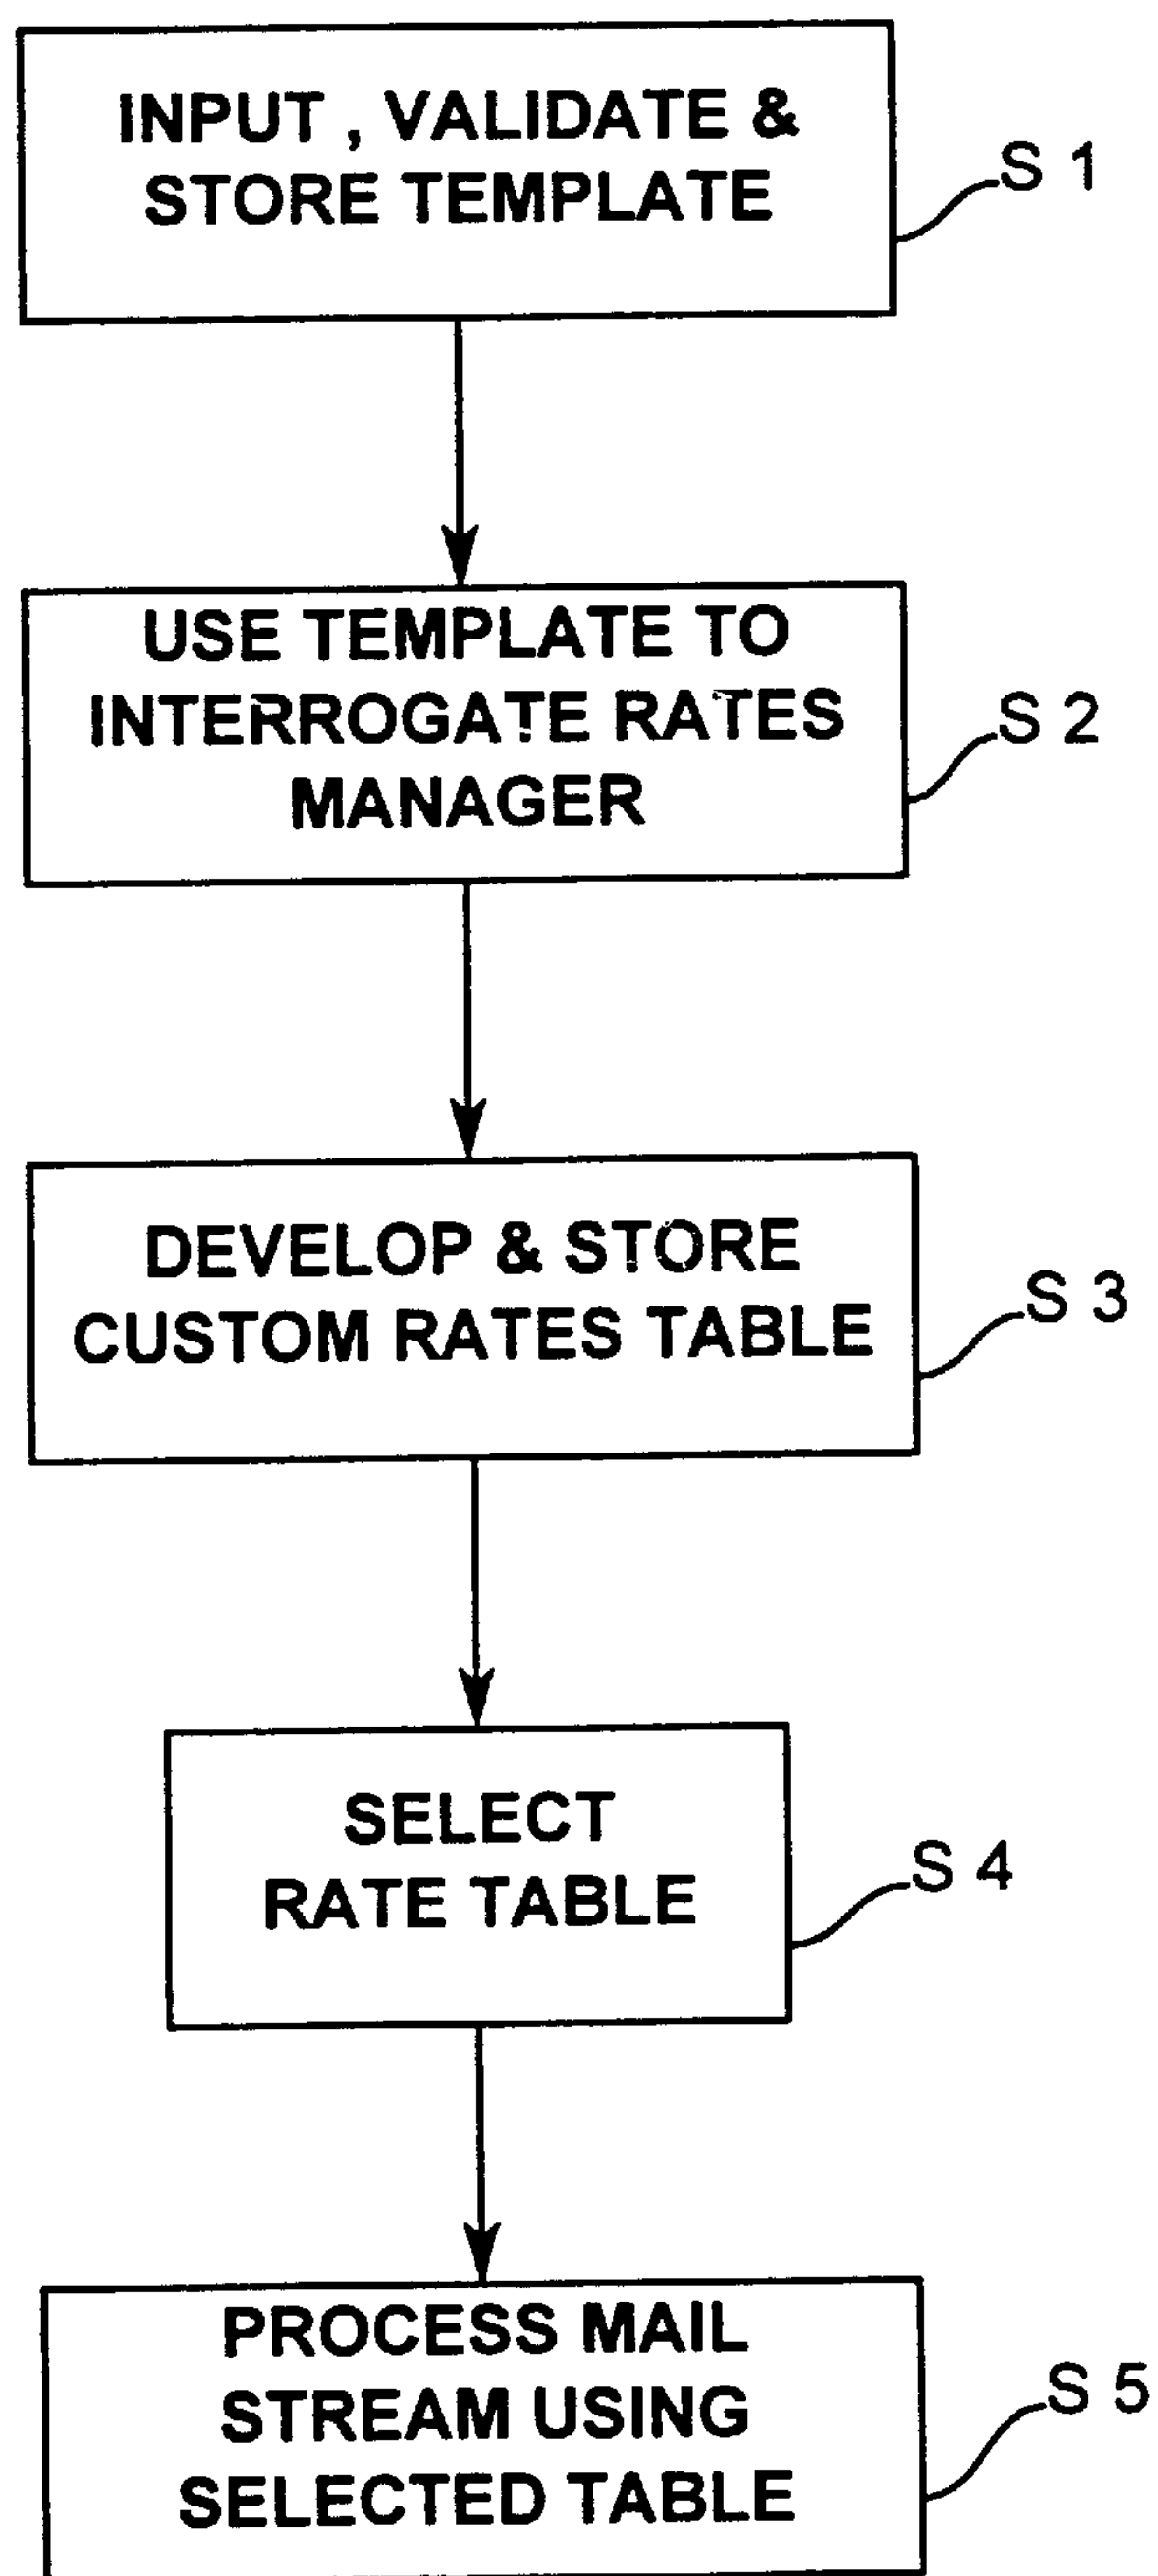 INPUT , VALIDATE &
STORE TEMPLATE
S 1
USE TEMPLATE TO
INTERROGATE RATES
MANAGER
S 2
DEVELOP & STORE
CUSTOM RATES TABLE
S 3
SELECT
RATE TABLE
S 4
PROCESS MAIL
STREAM USING
SELECTED TABLE
S 5